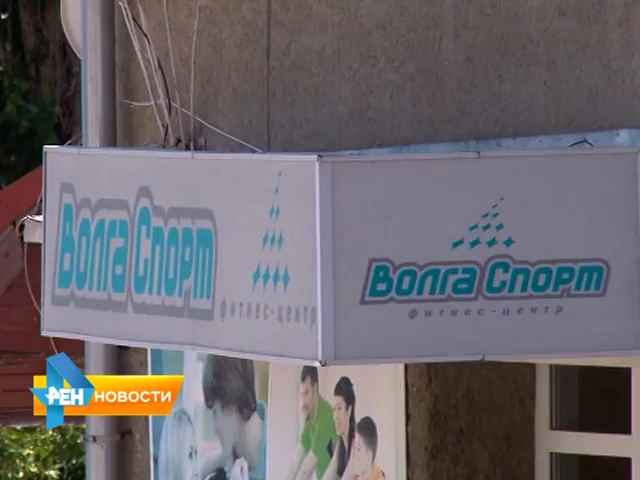 Волга Спорт
фитнес-центр
Волга Спорт
фитнес-центр
РЕН НОВОСТИ